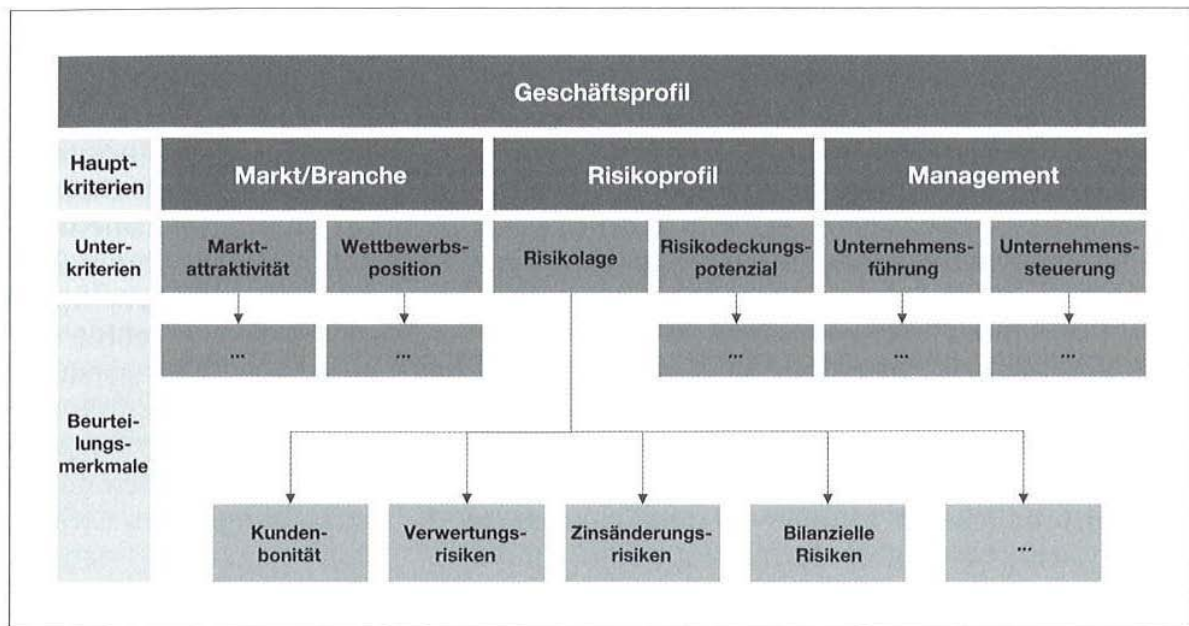 Geschäftsprofil
Haupt-
kriterien
Markt/Branche
Risikoprofil
Management
Unter-
kriterien
Markt-
attraktivität
Wettbewerbs-
position
Risikolage
Risikodeckungs-
potenzial
Unternehmens-
führung
Unternehmens-
steuerung
...
...
...
...
...
Beurtei-
lungs-
merkmale
Kunden-
bonität
Verwertungs-
risiken
Zinsänderungs-
risiken
Bilanzielle
Risiken
...